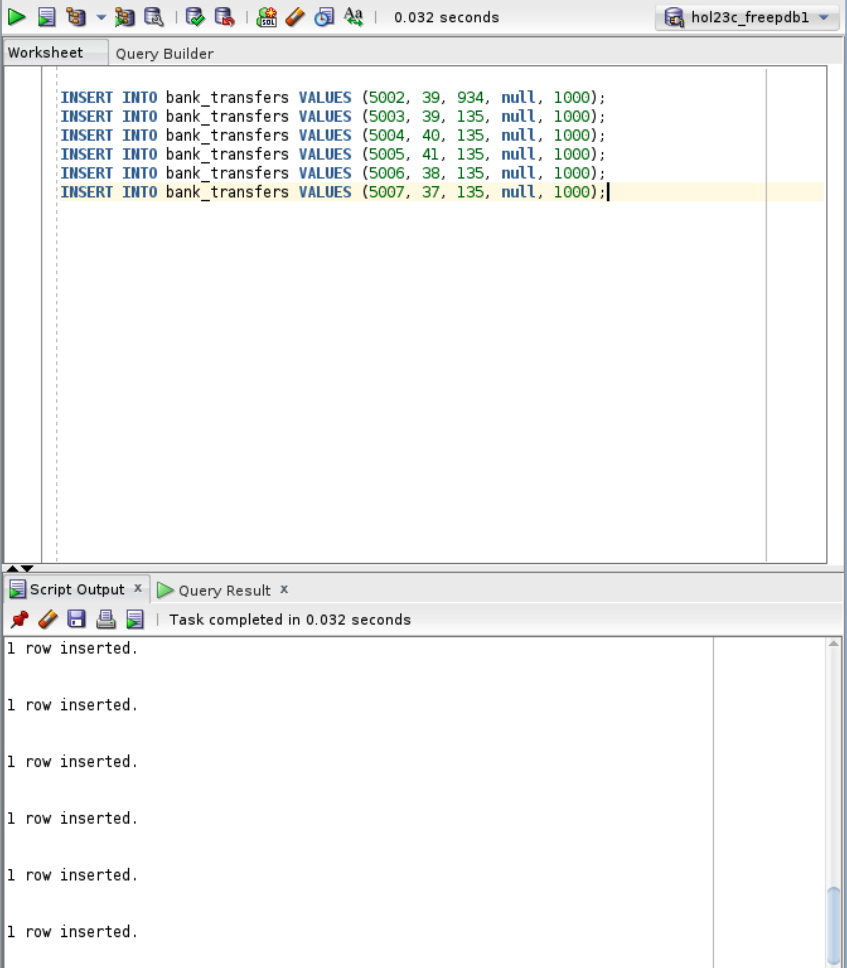 0.032 seconds
hol23c_freepdb1
Worksheet
Query Builder
INSERT INTO bank_transfers VALUES (5002, 39, 934, null, 1000);
INSERT INTO bank_transfers VALUES (5003, 39, 135, null, 1000);
INSERT INTO bank_transfers VALUES (5004, 40, 135, null, 1000);
INSERT INTO bank_transfers VALUES (5005, 41, 135, null, 1000);
INSERT INTO bank_transfers VALUES (5006, 38, 135, null, 1000);
INSERT INTO bank_transfers VALUES (5007, 37, 135, null, 1000);
Script Output x
Query Result x
Task completed in 0.032 seconds
1 row inserted.
1 row inserted.
1 row inserted.
1 row inserted.
1 row inserted.
1 row inserted.